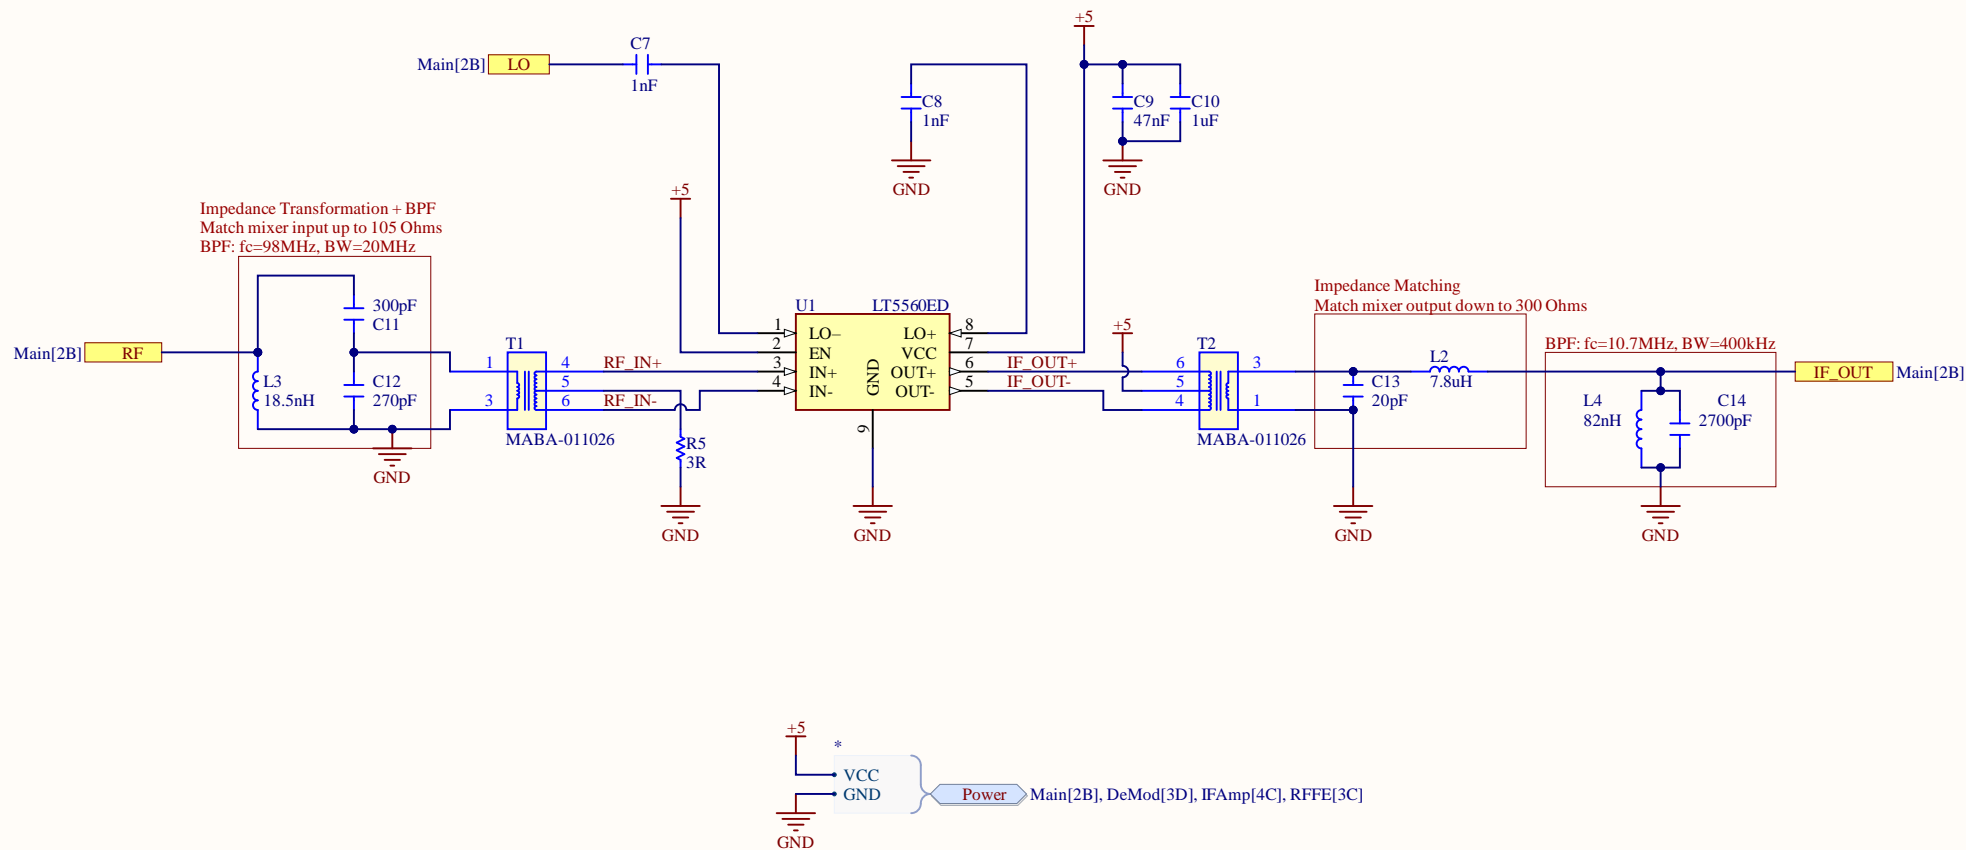 +5
C7
Main[2B] LO
1nF
C8
1nF
C9
47nF
C10
1uF
GND
GND
+5
Impedance Transformation + BPF
Match mixer input up to 105 Ohms
BPF: fc=98MHz, BW=20MHz
300pF
C11
Main[2B] RF
L3
18.5nH
C12
270pF
GND
T1
1
3
4
5
6
MABA-011026
RF_IN+
RF_IN-
R5
3R
GND
U1 LT5560ED
1 LO– LO+ 8
2 EN VCC 7
3 IN+ OUT+ 6
4 IN- OUT- 5
GND
9
GND
IF_OUT+
IF_OUT-
+5
T2
6
5
4
3
1
MABA-011026
Impedance Matching
Match mixer output down to 300 Ohms
C13
20pF
L2
7.8uH
GND
BPF: fc=10.7MHz, BW=400kHz
L4
82nH
C14
2700pF
GND
IF_OUT Main[2B]
+5
*
VCC
GND
Power Main[2B], DeMod[3D], IFAmp[4C], RFFE[3C]
GND